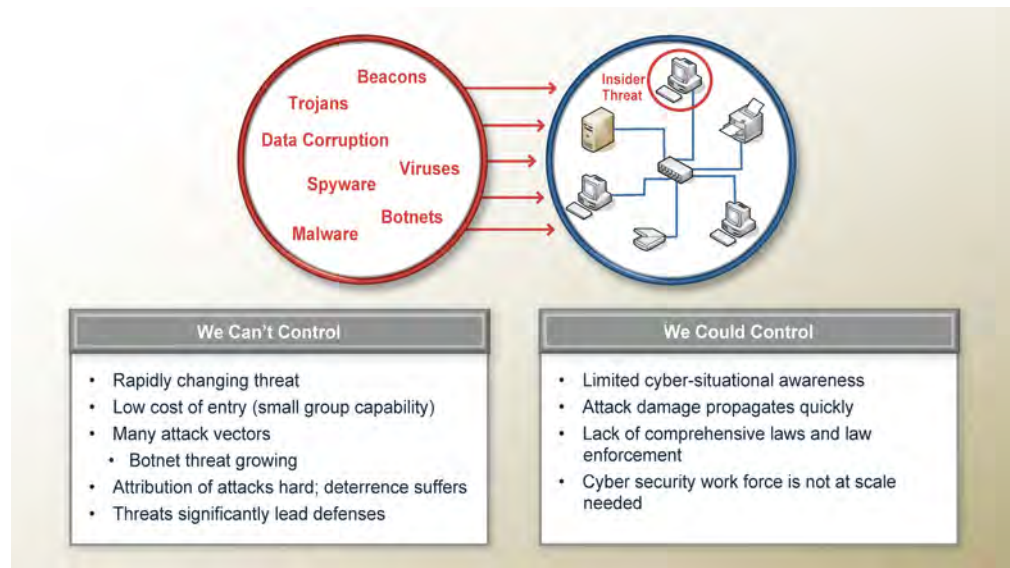 Beacons
Trojans
Data Corruption
Viruses
Spyware
Botnets
Malware
Insider
Threat
We Can't Control
• Rapidly changing threat
• Low cost of entry (small group capability)
• Many attack vectors
• Botnet threat growing
• Attribution of attacks hard; deterrence suffers
• Threats significantly lead defenses
We Could Control
• Limited cyber-situational awareness
• Attack damage propagates quickly
• Lack of comprehensive laws and law
enforcement
• Cyber security work force is not at scale
needed